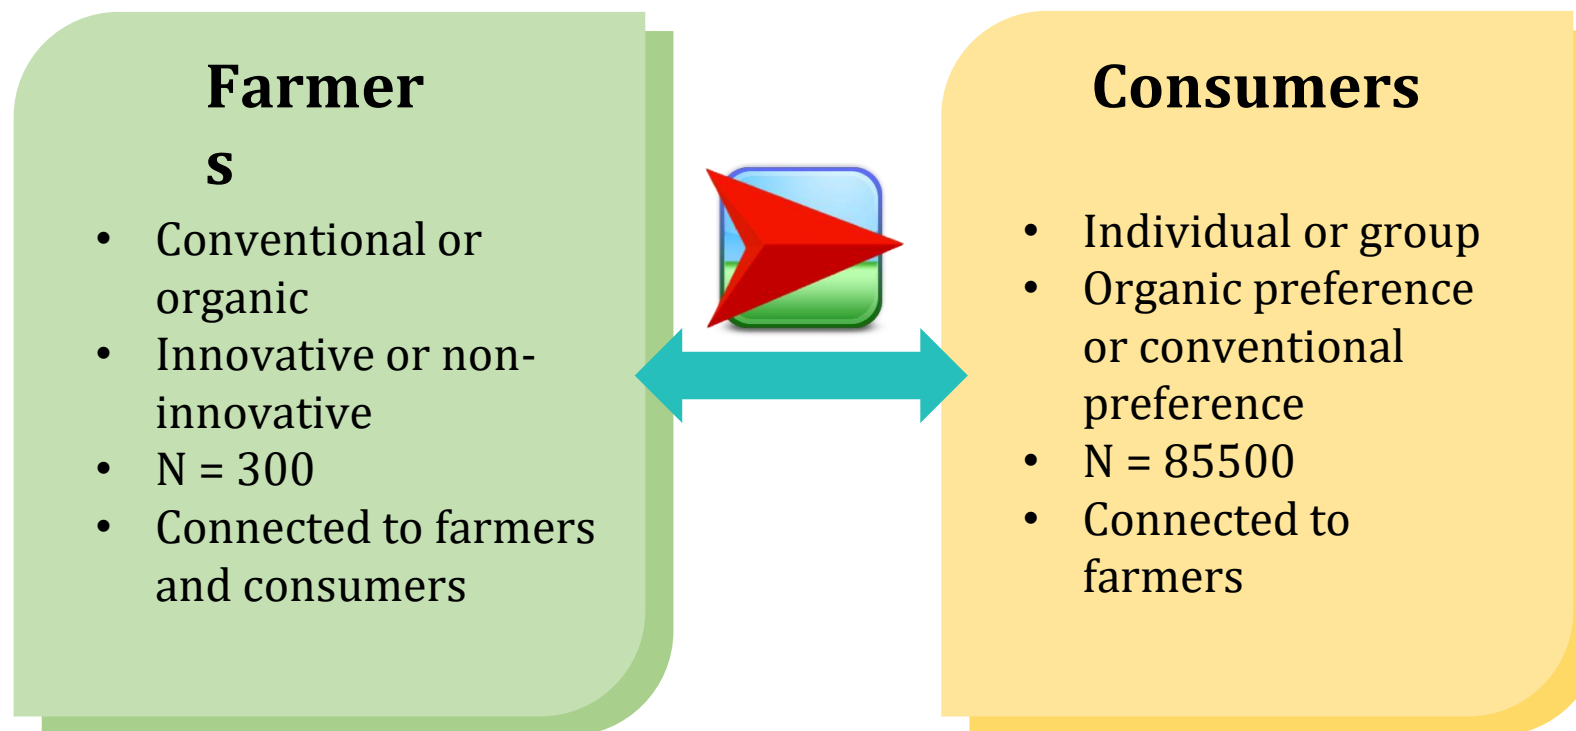 Farmer
s
• Conventional or
organic
• Innovative or non-
innovative
• N = 300
• Connected to farmers
and consumers
Consumers
• Individual or group
• Organic preference
or conventional
preference
• N = 85500
• Connected to
farmers